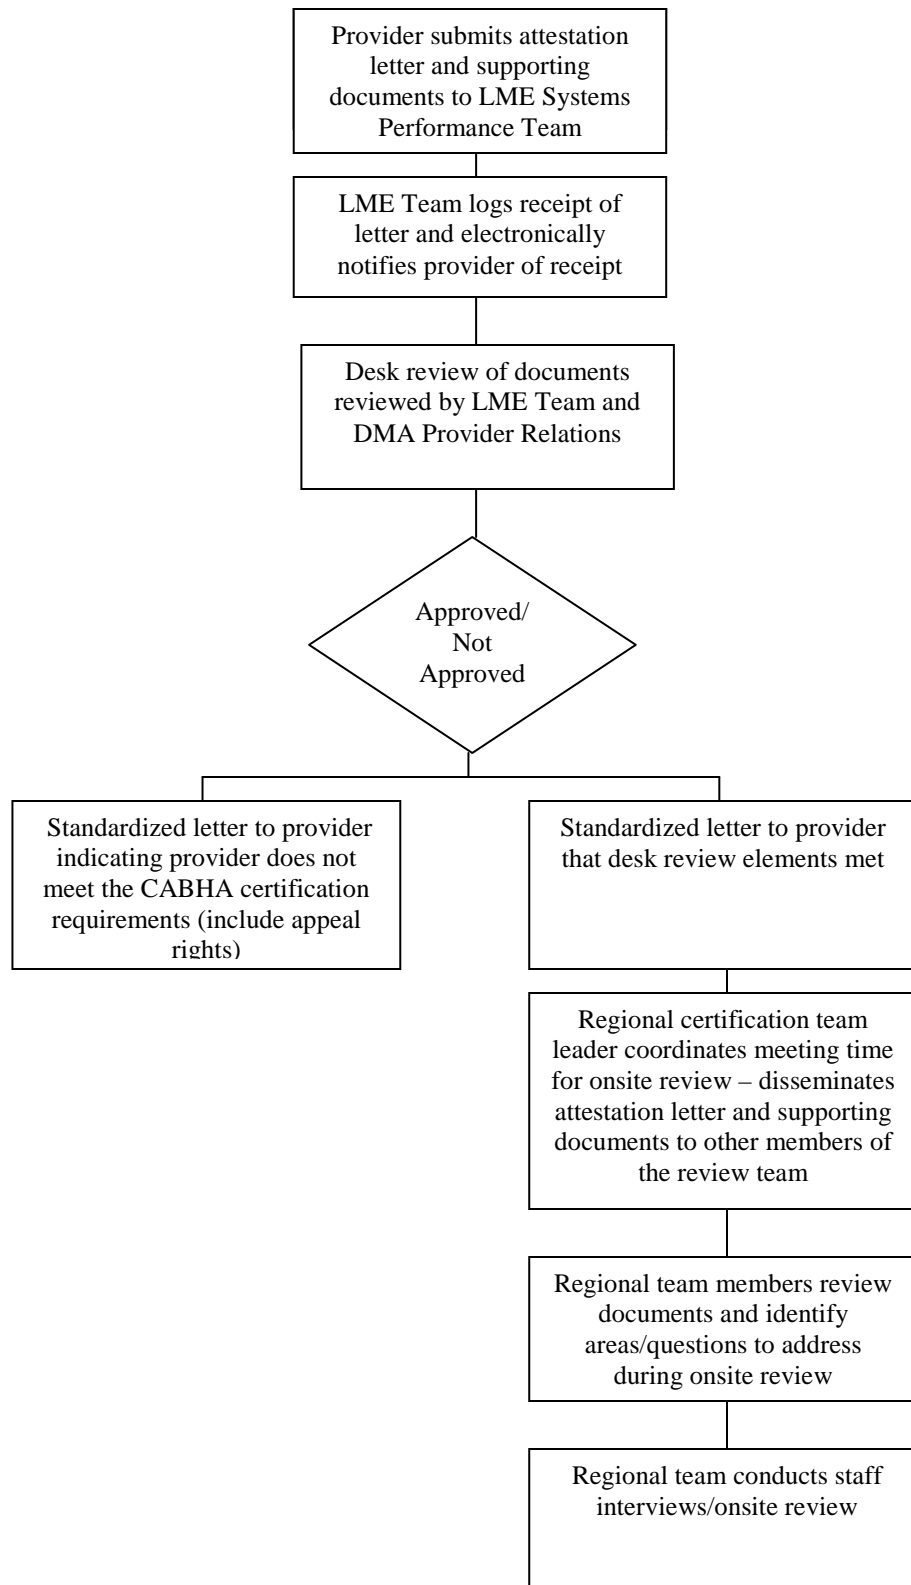 Provider submits attestation
letter and supporting
documents to LME Systems
Performance Team
LME Team logs receipt of
letter and electronically
notifies provider of receipt
Desk review of documents
reviewed by LME Team and
DMA Provider Relations
Approved/
Not
Approved
Standardized letter to provider
indicating provider does not
meet the CABHA certification
requirements (include appeal
rights)
Standardized letter to provider
that desk review elements met
Regional certification team
leader coordinates meeting time
for onsite review – disseminates
attestation letter and supporting
documents to other members of
the review team
Regional team members review
documents and identify
areas/questions to address
during onsite review
Regional team conducts staff
interviews/onsite review